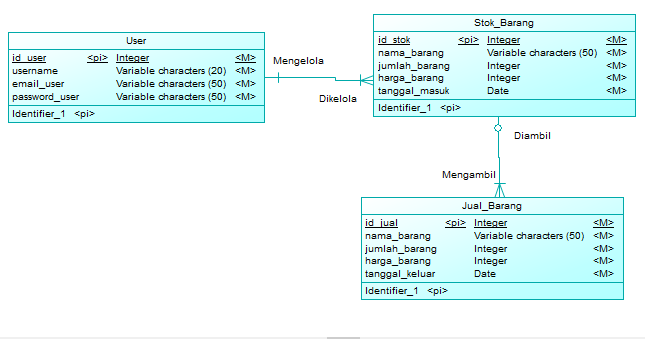 User
id_user <pi> Integer <M>
username Variable characters (20) <M>
email_user Variable characters (50) <M>
password_user Variable characters (50) <M>
Identifier_1 <pi>
Mengelola
Dikelola
Stok_Barang
id_stok <pi> Integer <M>
nama_barang Variable characters (50) <M>
jumlah_barang Integer <M>
harga_barang Integer <M>
tanggal_masuk Date <M>
Identifier_1 <pi>
Diambil
Mengambil
Jual_Barang
id_jual <pi> Integer <M>
nama_barang Variable characters (50) <M>
jumlah_barang Integer <M>
harga_barang Integer <M>
tanggal_keluar Date <M>
Identifier_1 <pi>